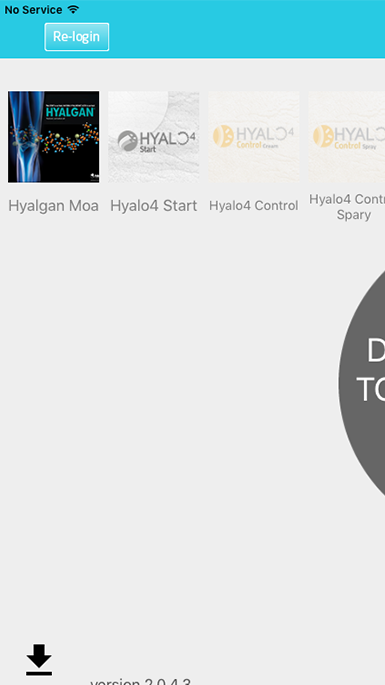 No Service
Re-login
HYALGAN
HYALO4
Start
HYALO4
Control Cream
HYALO4
Control Spray
Hyalgan Moa
Hyalo4 Start
Hyalo4 Control
Hyalo4 Contr
Spary
D
TO
version 2.0.4.3